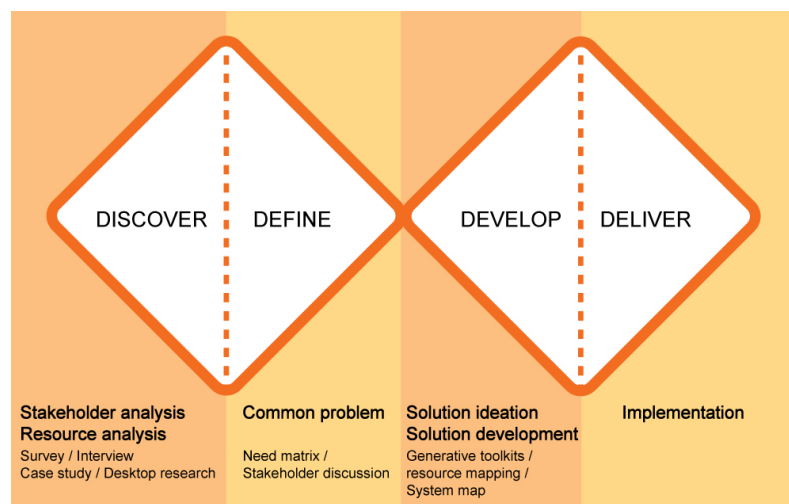 DISCOVER
DEFINE
DEVELOP
DELIVER
Stakeholder analysis
Resource analysis
Survey / Interview
Case study / Desktop research
Common problem
Need matrix /
Stakeholder discussion
Solution ideation
Solution development
Generative toolkits /
resource mapping /
System map
Implementation